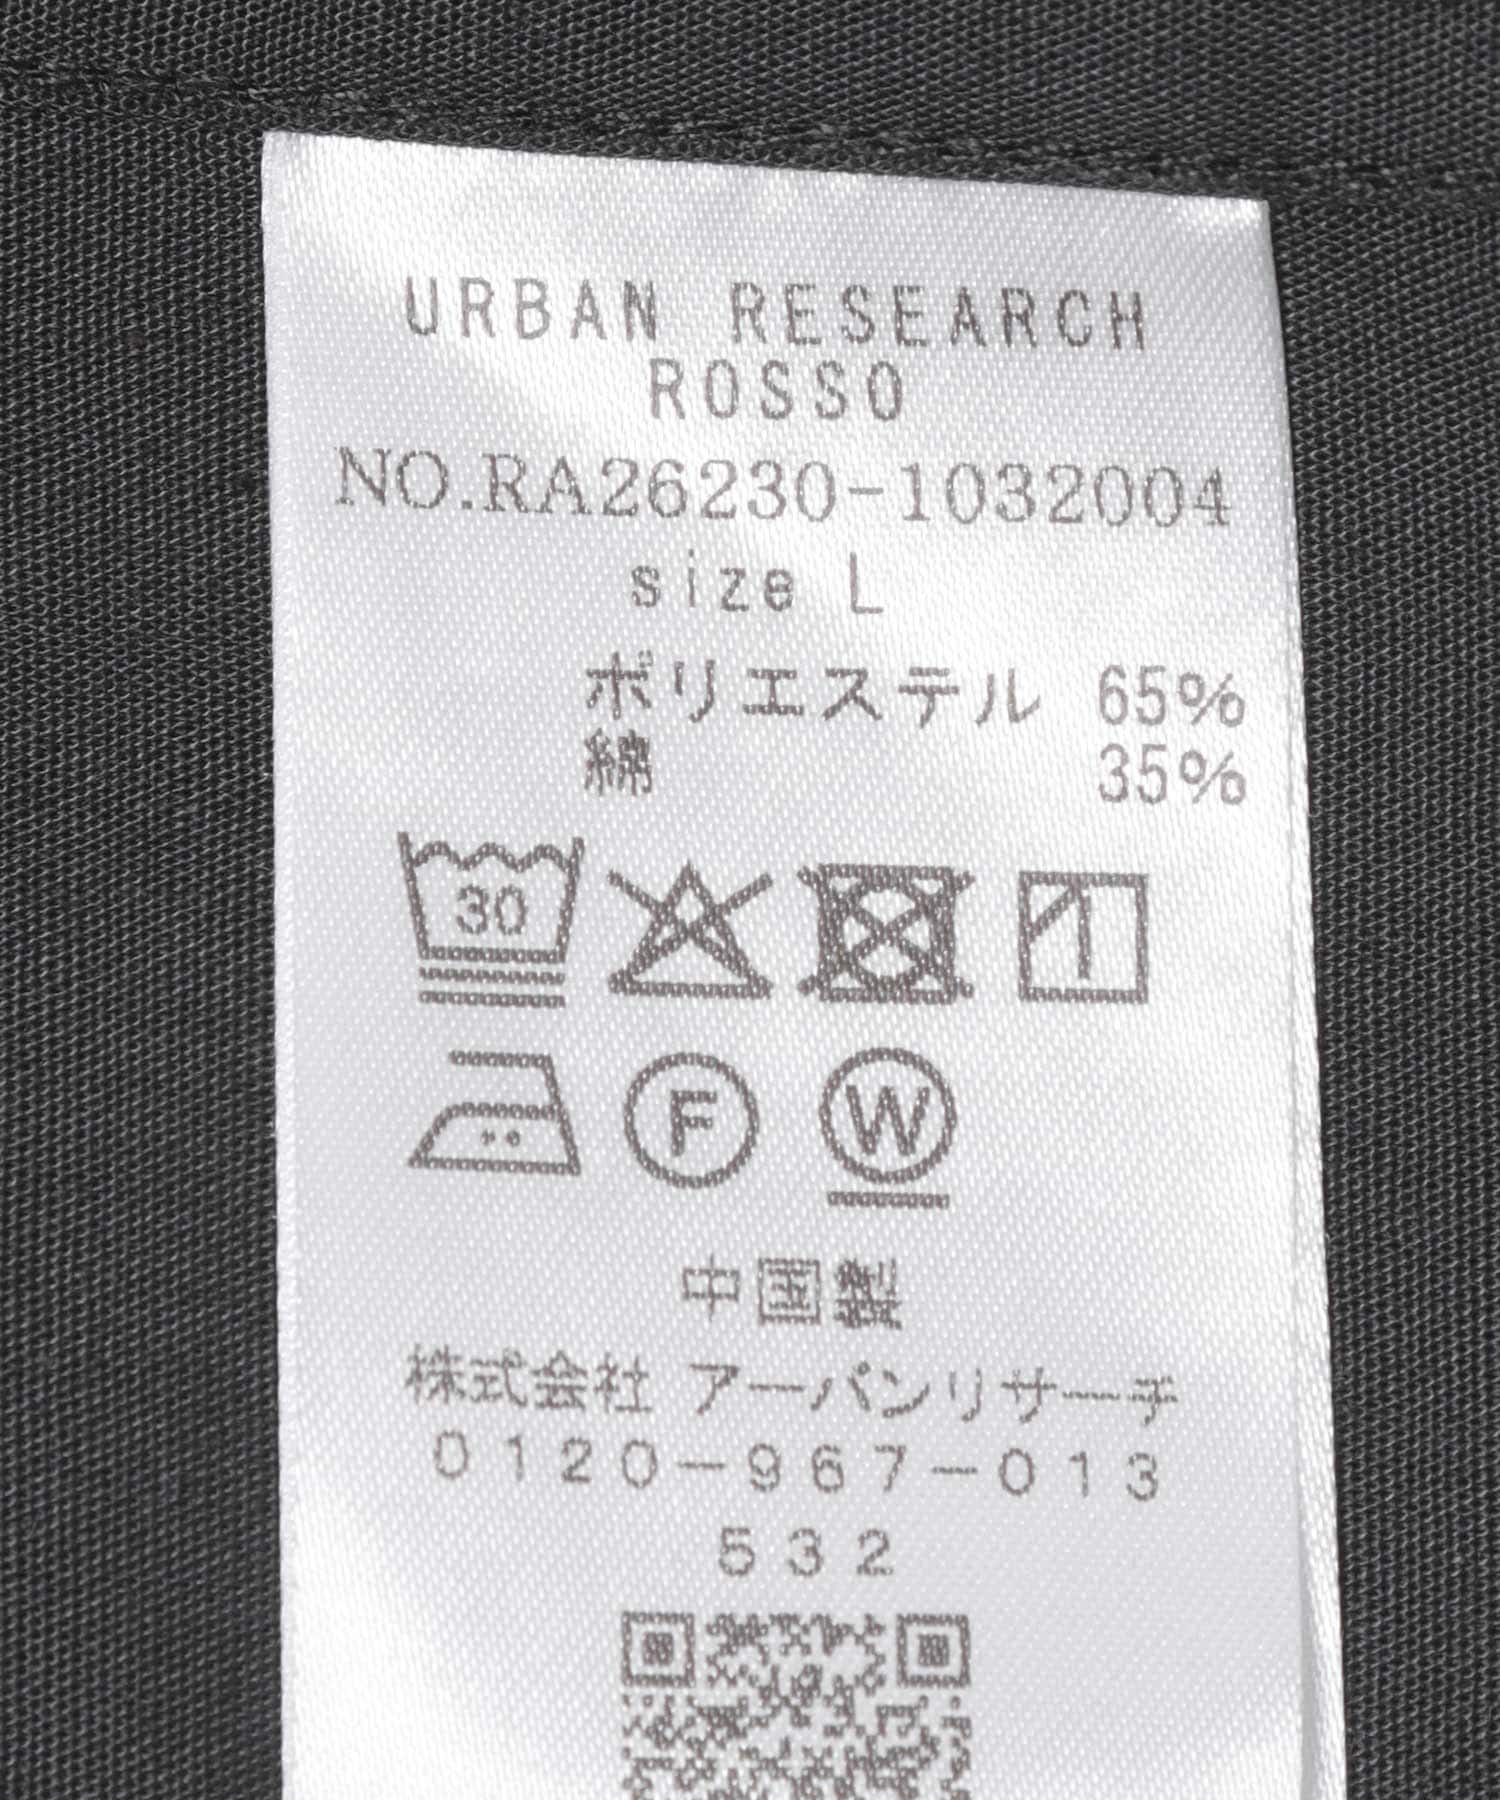 URBAN RESEARCH
ROSSO
NO.RA26230-1032004
size L
ポリエステル 65%
綿 35%
30
F W
中国製
株式会社 アーバンリサーチ
0120-967-013
532